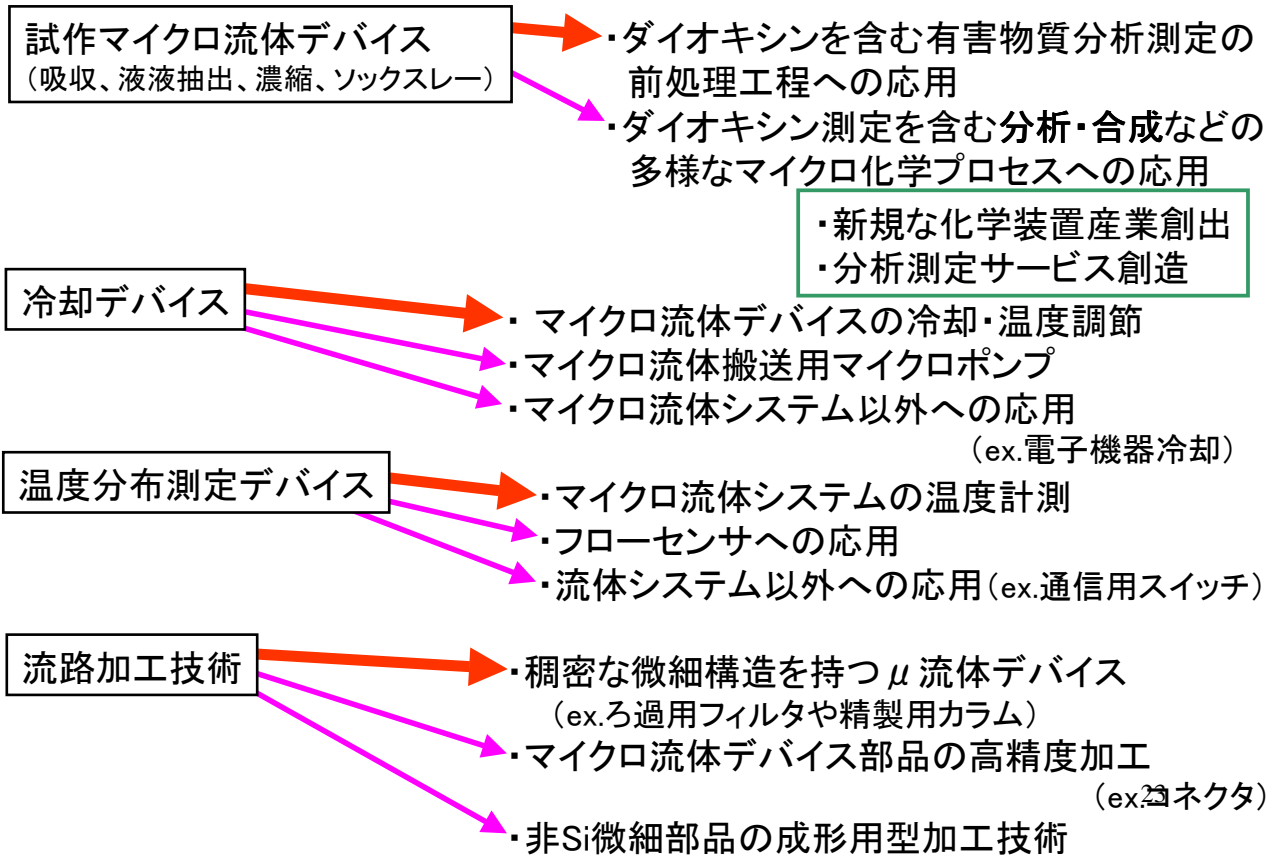 試作マイクロ流体デバイス
（吸収、液液抽出、濃縮、ソックスレー）
・ダイオキシンを含む有害物質分析測定の
前処理工程への応用
・ダイオキシン測定を含む分析・合成などの
多様なマイクロ化学プロセスへの応用
・新規な化学装置産業創出
・分析測定サービス創造
冷却デバイス
・ マイクロ流体デバイスの冷却・温度調節
・マイクロ流体搬送用マイクロポンプ
・マイクロ流体システム以外への応用
（ex.電子機器冷却）
温度分布測定デバイス
・マイクロ流体システムの温度計測
・フローセンサへの応用
・流体システム以外への応用（ex.通信用スイッチ）
流路加工技術
・稠密な微細構造を持つμ流体デバイス
（ex.ろ過用フィルタや精製用カラム）
・マイクロ流体デバイス部品の高精度加工
（ex.コネクタ）
23
・非Si微細部品の成形用型加工技術